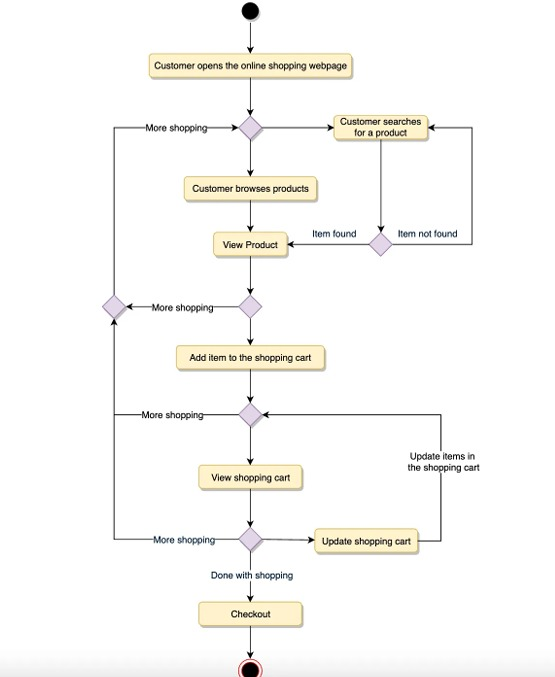 Customer opens the online shopping webpage
More shopping
Customer searches
for a product
Customer browses products
View Product
Item found
Item not found
More shopping
Add item to the shopping cart
More shopping
Update items in
the shopping cart
View shopping cart
More shopping
Update shopping cart
Done with shopping
Checkout